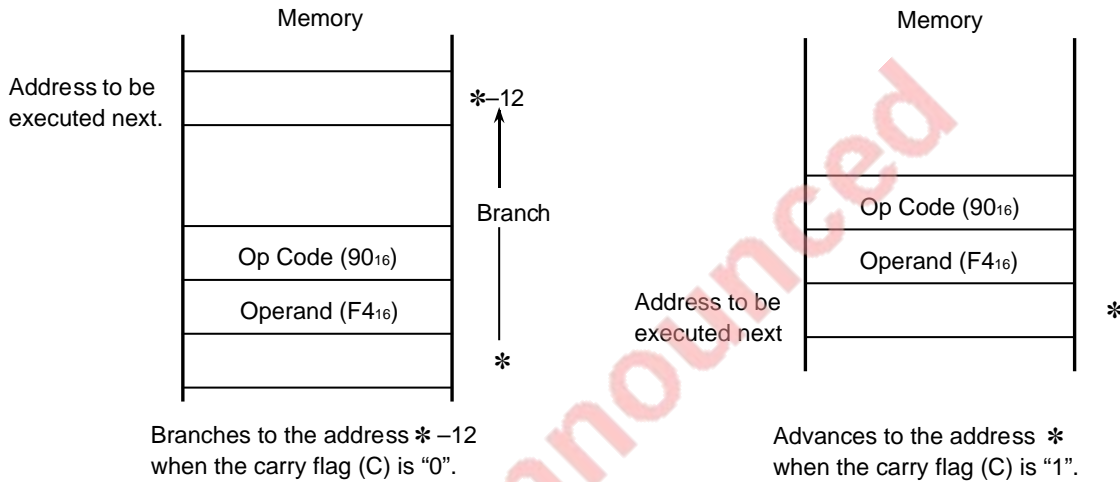 Memory
Address to be
executed next.
✻–12
Branch
Op Code (90₁₆)
Operand (F4₁₆)
✻
Branches to the address ✻ –12
when the carry flag (C) is “0”.
Memory
Op Code (90₁₆)
Operand (F4₁₆)
Address to be
executed next
✻
Advances to the address ✻
when the carry flag (C) is “1”.